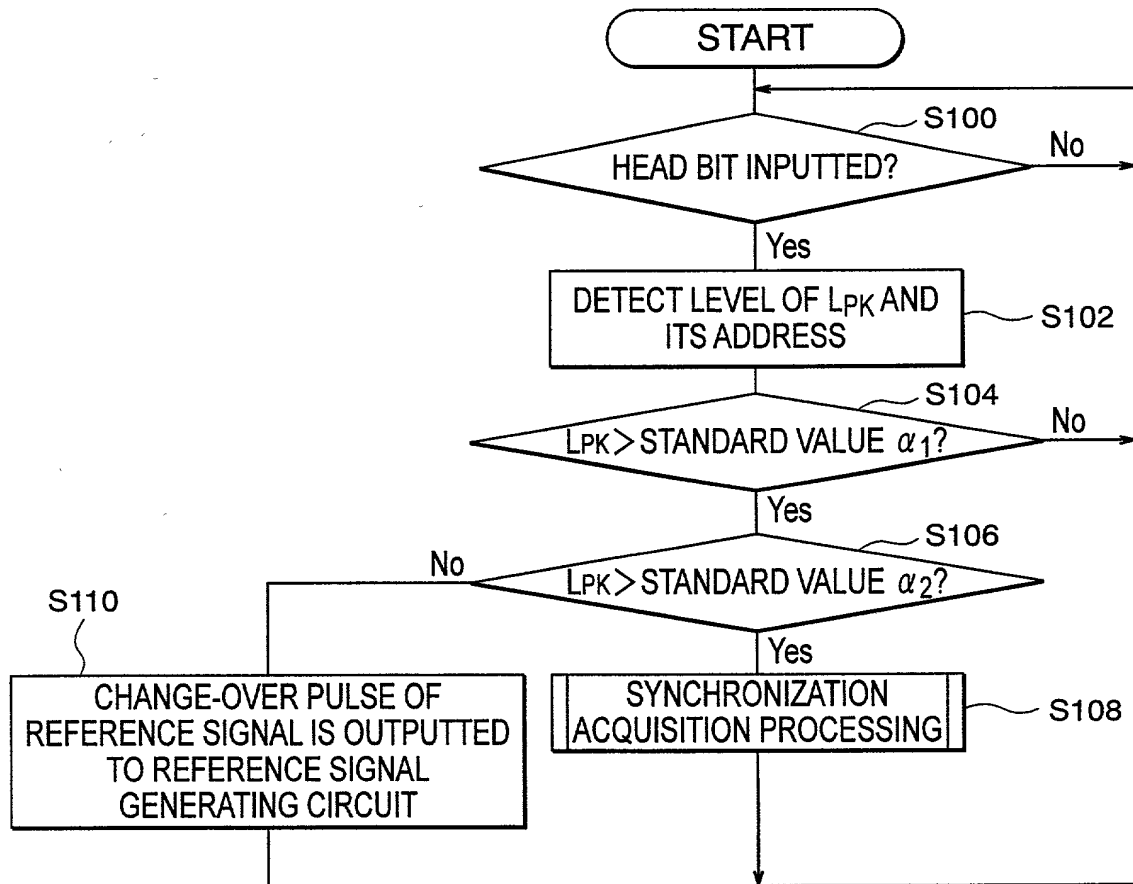 START
S100
HEAD BIT INPUTTED?
No
Yes
DETECT LEVEL OF LPK AND
ITS ADDRESS
S102
S104
LPK>STANDARD VALUE α1?
No
Yes
S106
No
LPK>STANDARD VALUE α2?
S110
Yes
CHANGE-OVER PULSE OF
REFERENCE SIGNAL IS OUTPUTTED
TO REFERENCE SIGNAL
GENERATING CIRCUIT
SYNCHRONIZATION
ACQUISITION PROCESSING
S108